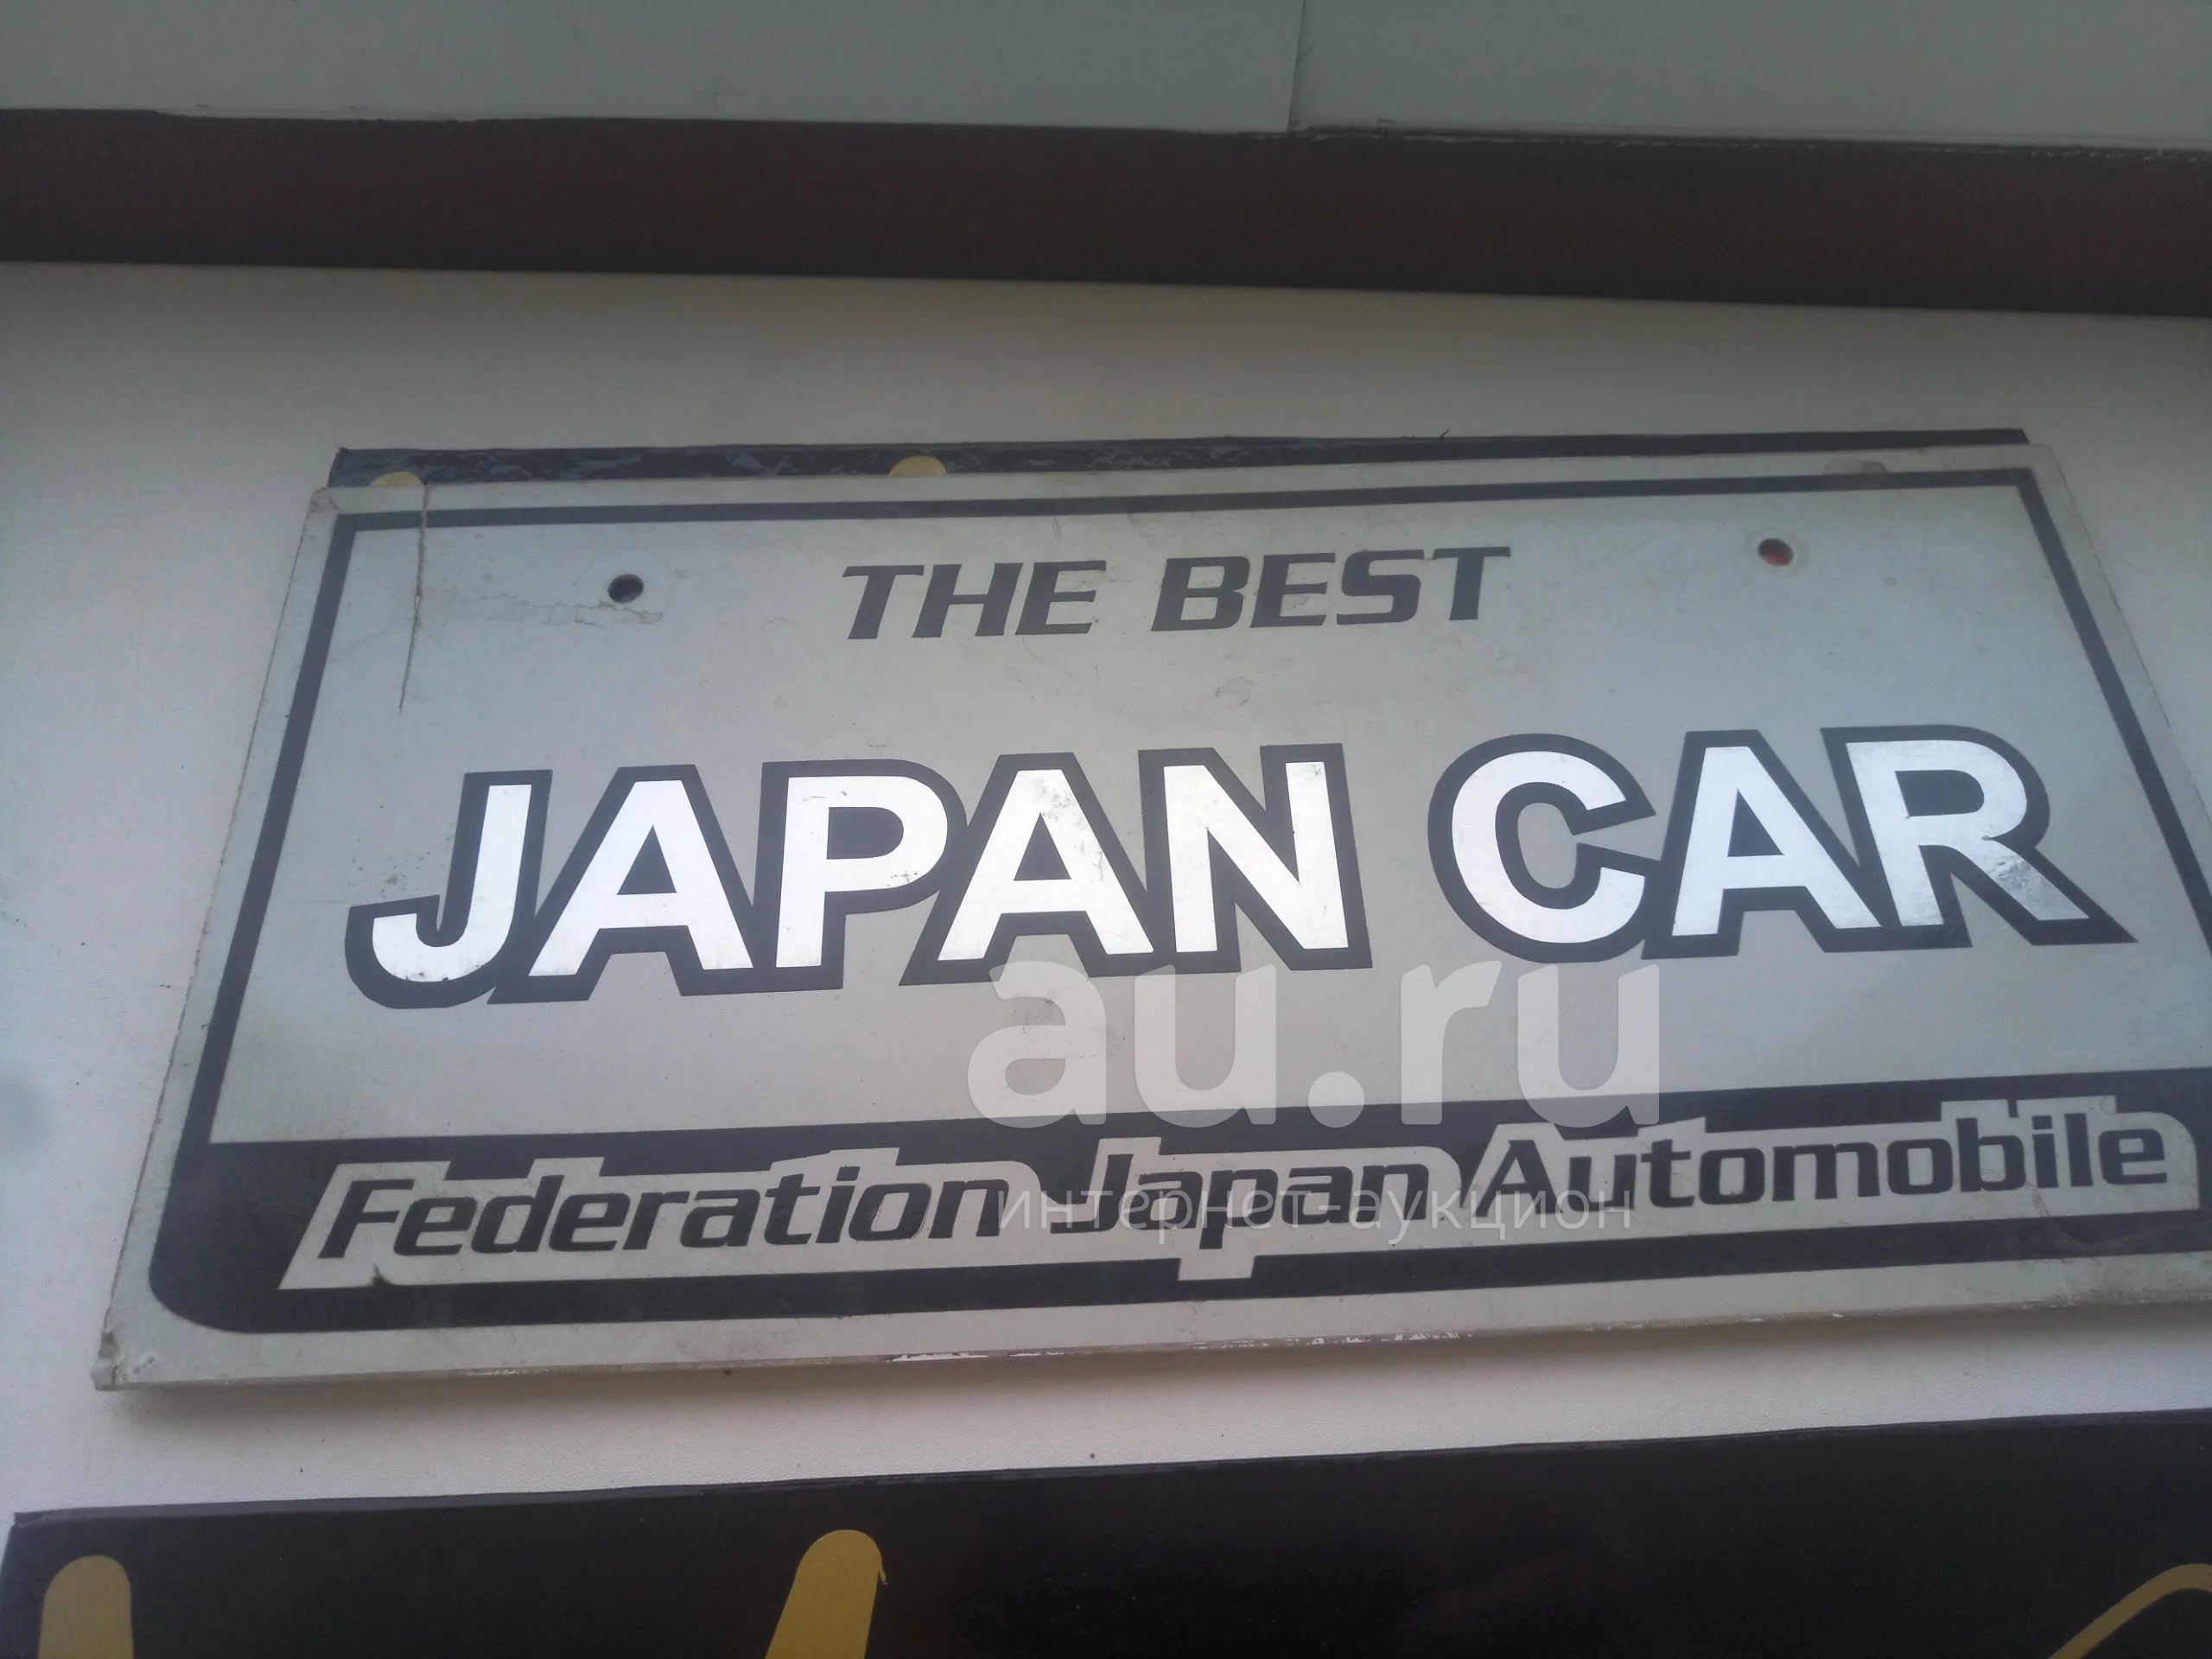 THE BEST
JAPAN CAR
au.ru
Federation Japan Automobile
интернет-аукцион